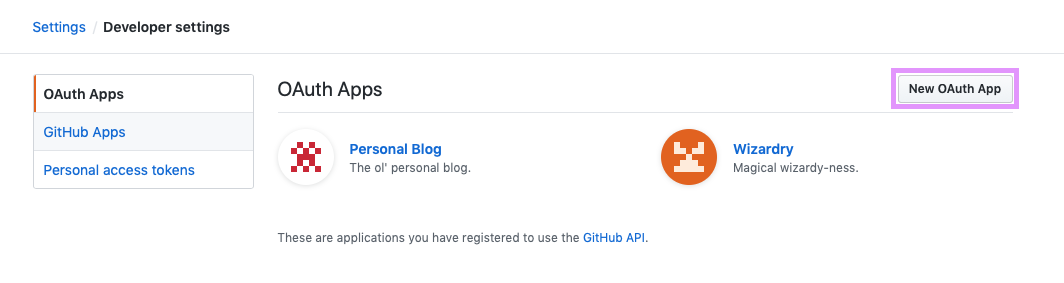 Settings / Developer settings
OAuth Apps
GitHub Apps
Personal access tokens
OAuth Apps
New OAuth App
Personal Blog
The ol' personal blog.
Wizardry
Magical wizardy-ness.
These are applications you have registered to use the GitHub API.